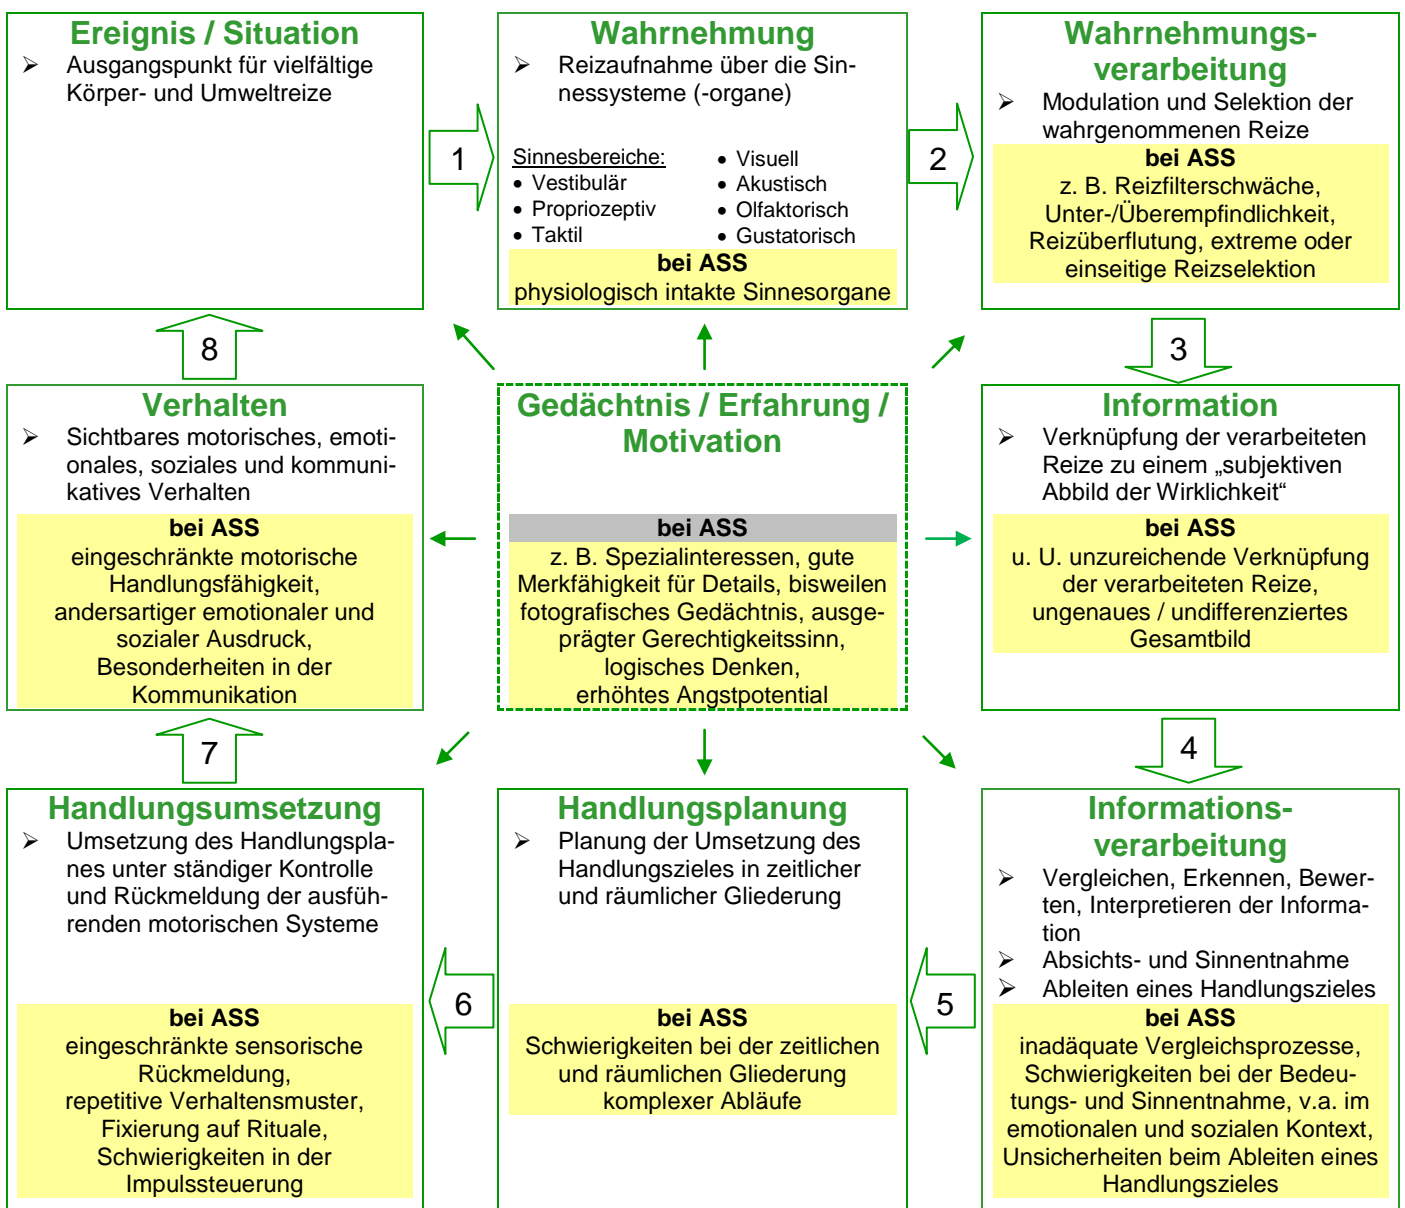 Ereignis / Situation
➢ Ausgangspunkt für vielfältige
Körper- und Umweltreize
1
Wahrnehmung
➢ Reizaufnahme über die Sin-
nessysteme (-organe)
Sinnesbereiche:
• Vestibulär
• Propriozeptiv
• Taktil
• Visuell
• Akustisch
• Olfaktorisch
• Gustatorisch
bei ASS
physiologisch intakte Sinnesorgane
2
Wahrnehmungs-
verarbeitung
➢ Modulation und Selektion der
wahrgenommenen Reize
bei ASS
z. B. Reizfilterschwäche,
Unter-/Überempfindlichkeit,
Reizüberflutung, extreme oder
einseitige Reizselektion
8
3
Verhalten
➢ Sichtbares motorisches, emoti-
onales, soziales und kommuni-
katives Verhalten
bei ASS
eingeschränkte motorische
Handlungsfähigkeit,
andersartiger emotionaler und
sozialer Ausdruck,
Besonderheiten in der
Kommunikation
Gedächtnis / Erfahrung /
Motivation
bei ASS
z. B. Spezialinteressen, gute
Merkfähigkeit für Details, bisweilen
fotografisches Gedächtnis, ausge-
prägter Gerechtigkeitssinn,
logisches Denken,
erhöhtes Angstpotential
Information
➢ Verknüpfung der verarbeiteten
Reize zu einem „subjektiven
Abbild der Wirklichkeit“
bei ASS
u. U. unzureichende Verknüpfung
der verarbeiteten Reize,
ungenaues / undifferenziertes
Gesamtbild
7
4
Handlungsumsetzung
➢ Umsetzung des Handlungspla-
nes unter ständiger Kontrolle
und Rückmeldung der ausfüh-
renden motorischen Systeme
bei ASS
eingeschränkte sensorische
Rückmeldung,
repetitive Verhaltensmuster,
Fixierung auf Rituale,
Schwierigkeiten in der
Impulssteuerung
6
Handlungsplanung
➢ Planung der Umsetzung des
Handlungszieles in zeitlicher
und räumlicher Gliederung
bei ASS
Schwierigkeiten bei der zeitlichen
und räumlichen Gliederung
komplexer Abläufe
5
Informations-
verarbeitung
➢ Vergleichen, Erkennen, Bewer-
ten, Interpretieren der Informa-
tion
➢ Absichts- und Sinnentnahme
➢ Ableiten eines Handlungszieles
bei ASS
inadäquate Vergleichsprozesse,
Schwierigkeiten bei der Bedeu-
tungs- und Sinnentnahme, v.a. im
emotionalen und sozialen Kontext,
Unsicherheiten beim Ableiten eines
Handlungszieles